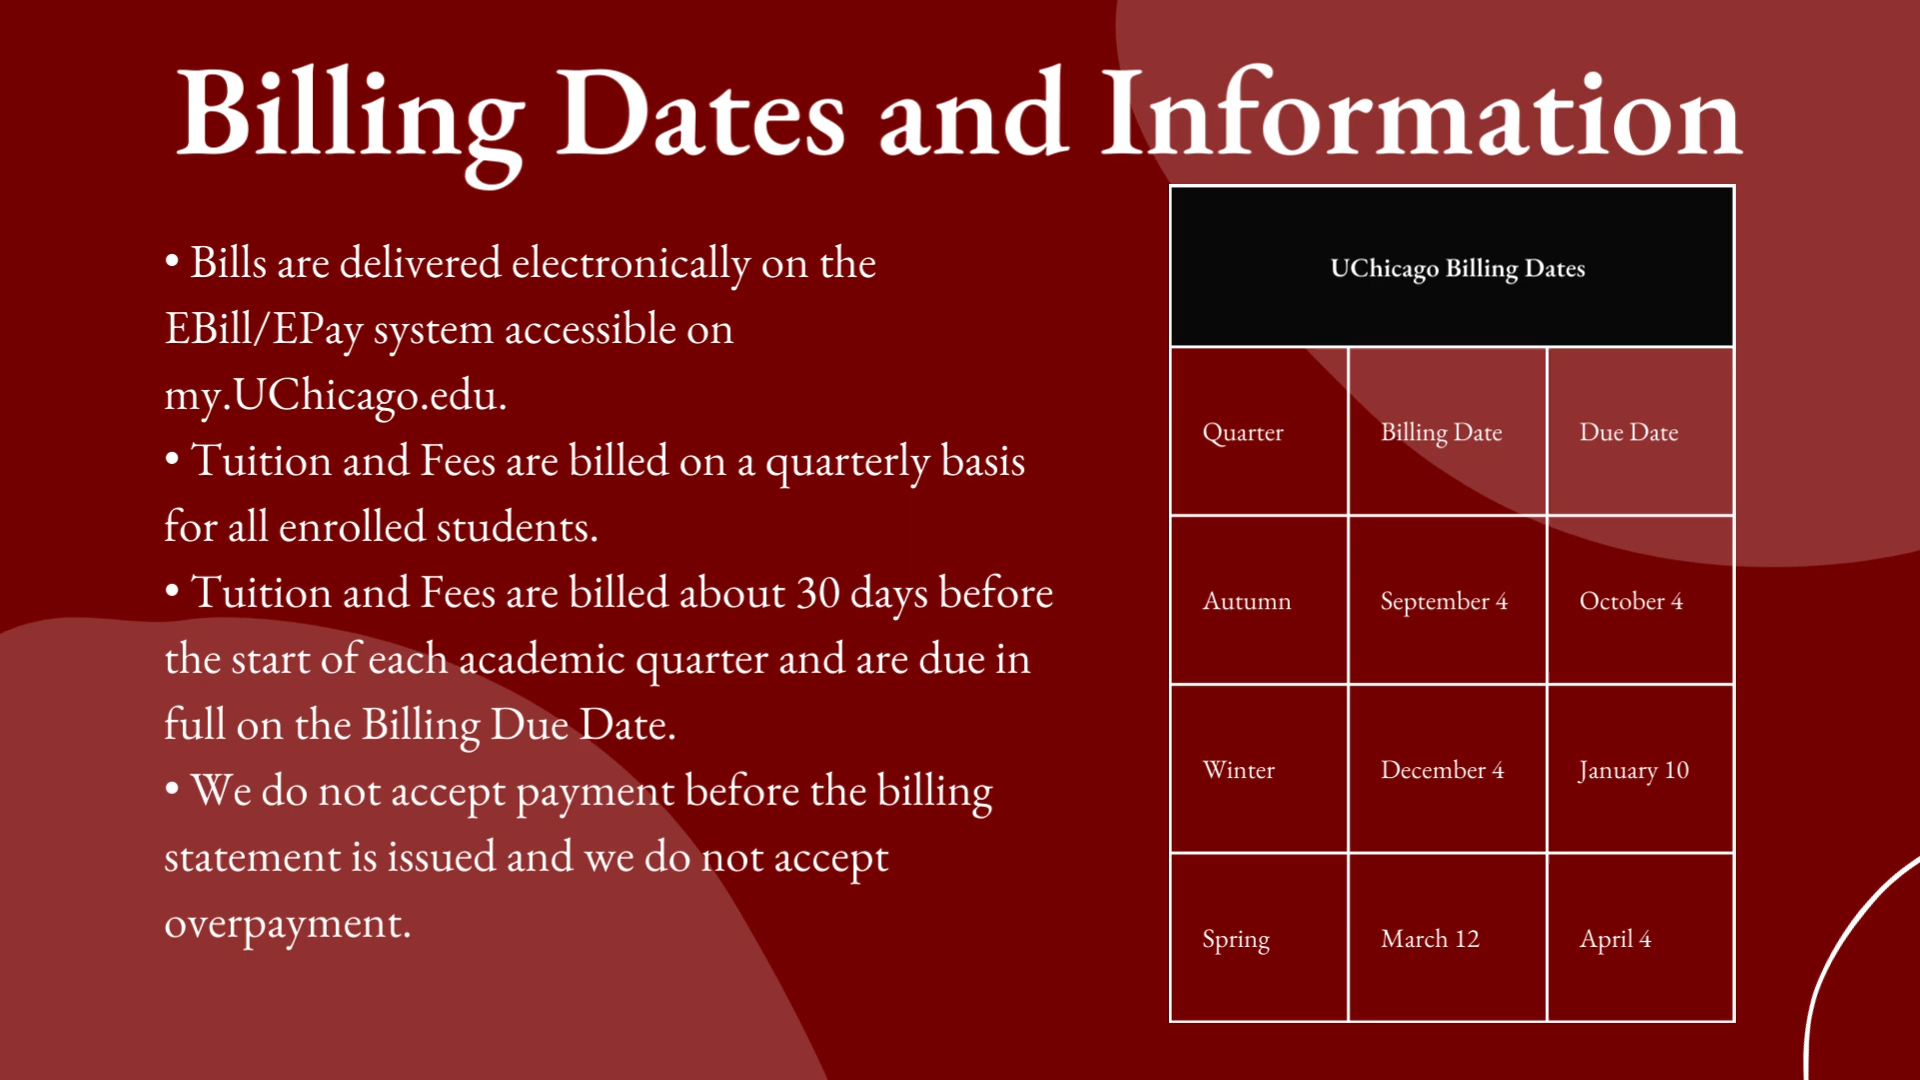 Billing Dates and Information
• Bills are delivered electronically on the
EBill/EPay system accessible on
my.UChicago.edu.
• Tuition and Fees are billed on a quarterly basis
for all enrolled students.
• Tuition and Fees are billed about 30 days before
the start of each academic quarter and are due in
full on the Billing Due Date.
• We do not accept payment before the billing
statement is issued and we do not accept
overpayment.
UChicago Billing Dates
Quarter Billing Date Due Date
Autumn September 4 October 4
Winter December 4 January 10
Spring March 12 April 4